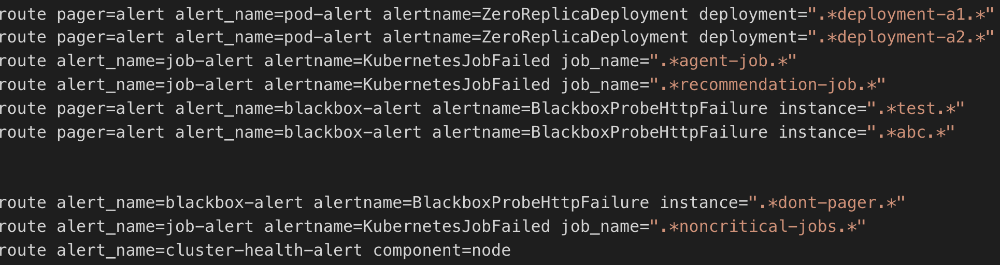 route pager=alert alert_name=pod-alert alertname=ZeroReplicaDeployment deployment=".*deployment-a1.*"
route pager=alert alert_name=pod-alert alertname=ZeroReplicaDeployment deployment=".*deployment-a2.*"
route alert_name=job-alert alertname=KubernetesJobFailed job_name=".*agent-job.*"
route alert_name=job-alert alertname=KubernetesJobFailed job_name=".*recommendation-job.*"
route pager=alert alert_name=blackbox-alert alertname=BlackboxProbeHttpFailure instance=".*test.*"
route pager=alert alert_name=blackbox-alert alertname=BlackboxProbeHttpFailure instance=".*abc.*"
route alert_name=blackbox-alert alertname=BlackboxProbeHttpFailure instance=".*dont-pager.*"
route alert_name=job-alert alertname=KubernetesJobFailed job_name=".*noncritical-jobs.*"
route alert_name=cluster-health-alert component=node